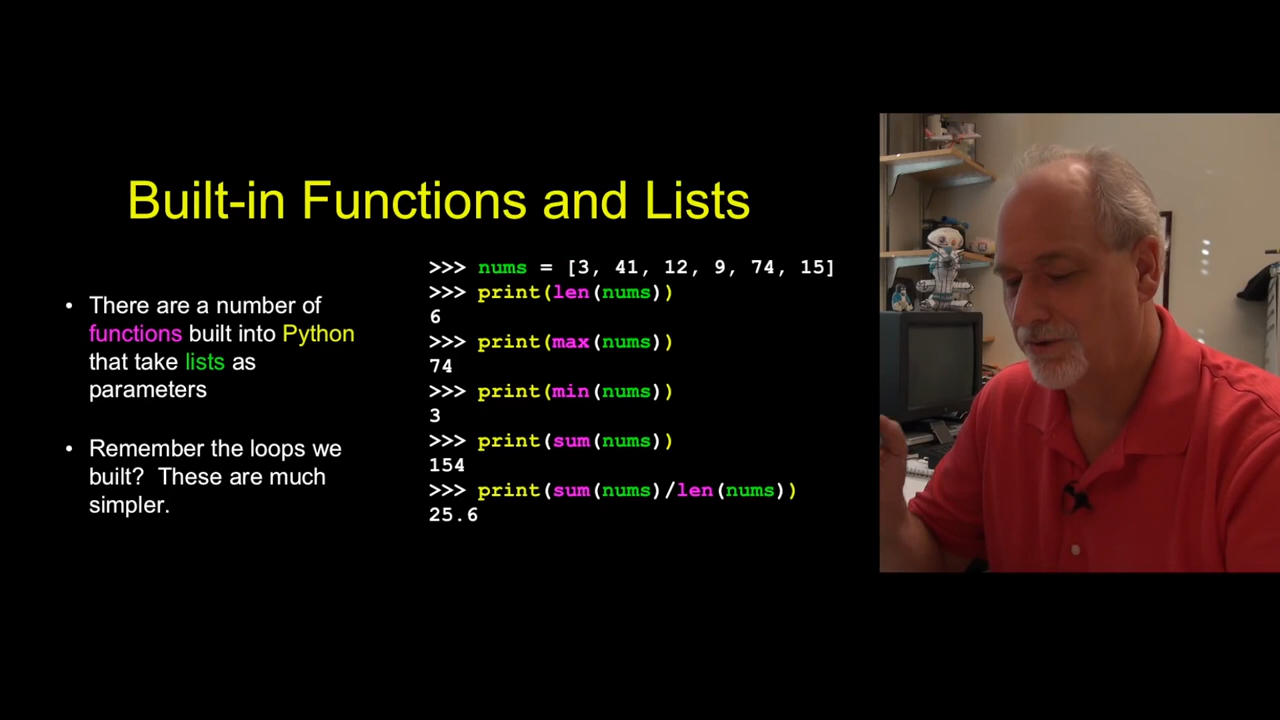 Built-in Functions and Lists
• There are a number of
functions built into Python
that take lists as
parameters
• Remember the loops we
built? These are much
simpler.
>>> nums = [3, 41, 12, 9, 74, 15]
>>> print(len(nums))
6
>>> print(max(nums))
74
>>> print(min(nums))
3
>>> print(sum(nums))
154
>>> print(sum(nums)/len(nums))
25.6